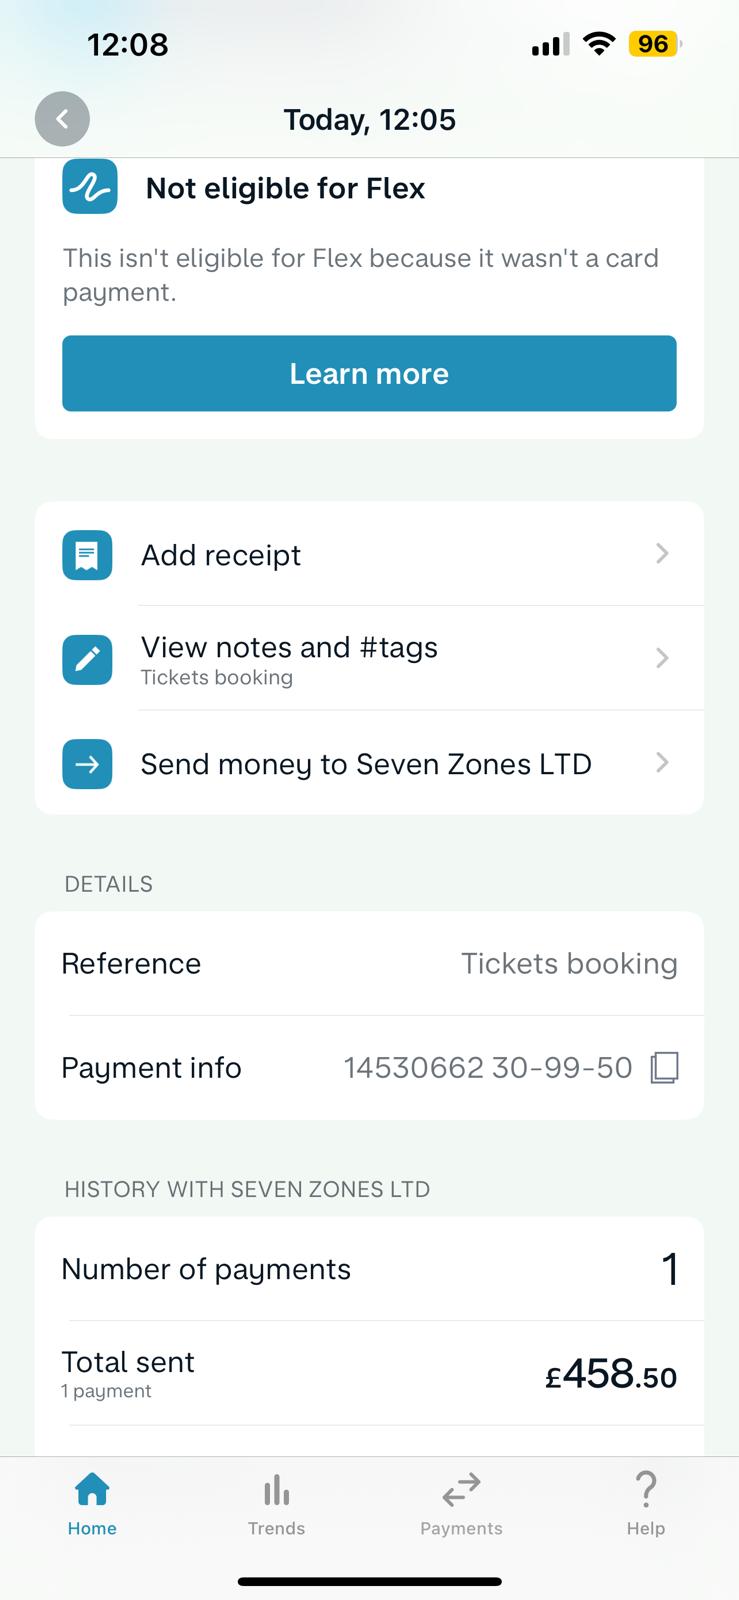 12:08
96
Today, 12:05
Not eligible for Flex
This isn't eligible for Flex because it wasn't a card
payment.
Learn more
Add receipt
View notes and #tags
Tickets booking
Send money to Seven Zones LTD
DETAILS
Reference
Tickets booking
Payment info
14530662 30-99-50
HISTORY WITH SEVEN ZONES LTD
Number of payments
1
Total sent
1 payment
£458.50
Home
Trends
Payments
Help